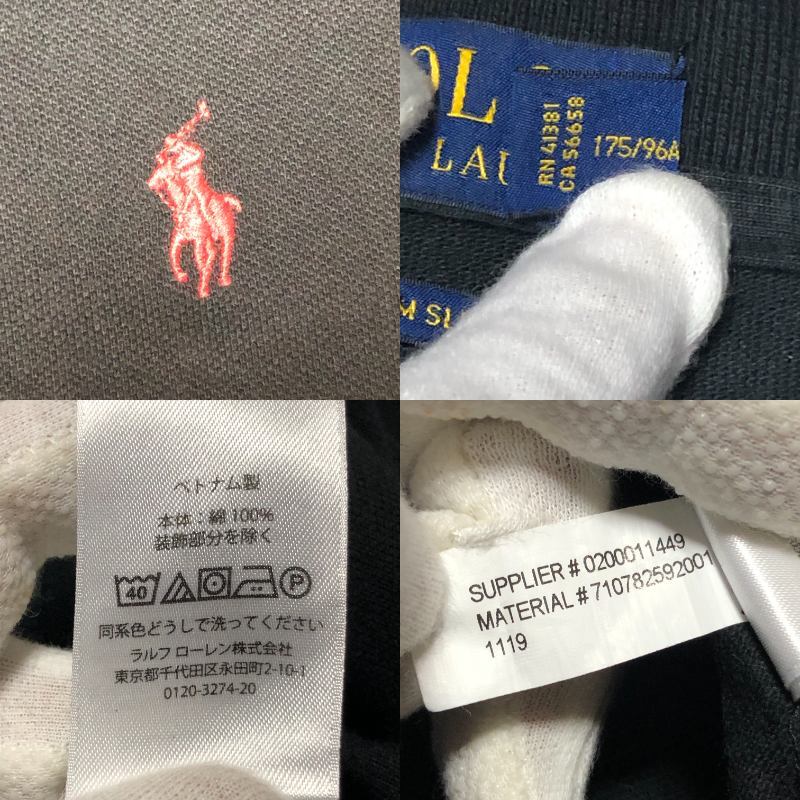 OL
LAU
RN 41381
CA 56658
175/96A
M SL
ベトナム製
本体：綿 100%
装飾部分を除く
40
P
同系色どうしで洗ってください
ラルフ ローレン株式会社
東京都千代田区永田町2-10-1
0120-3274-20
SUPPLIER # 0200011449
MATERIAL # 710782592001
1119